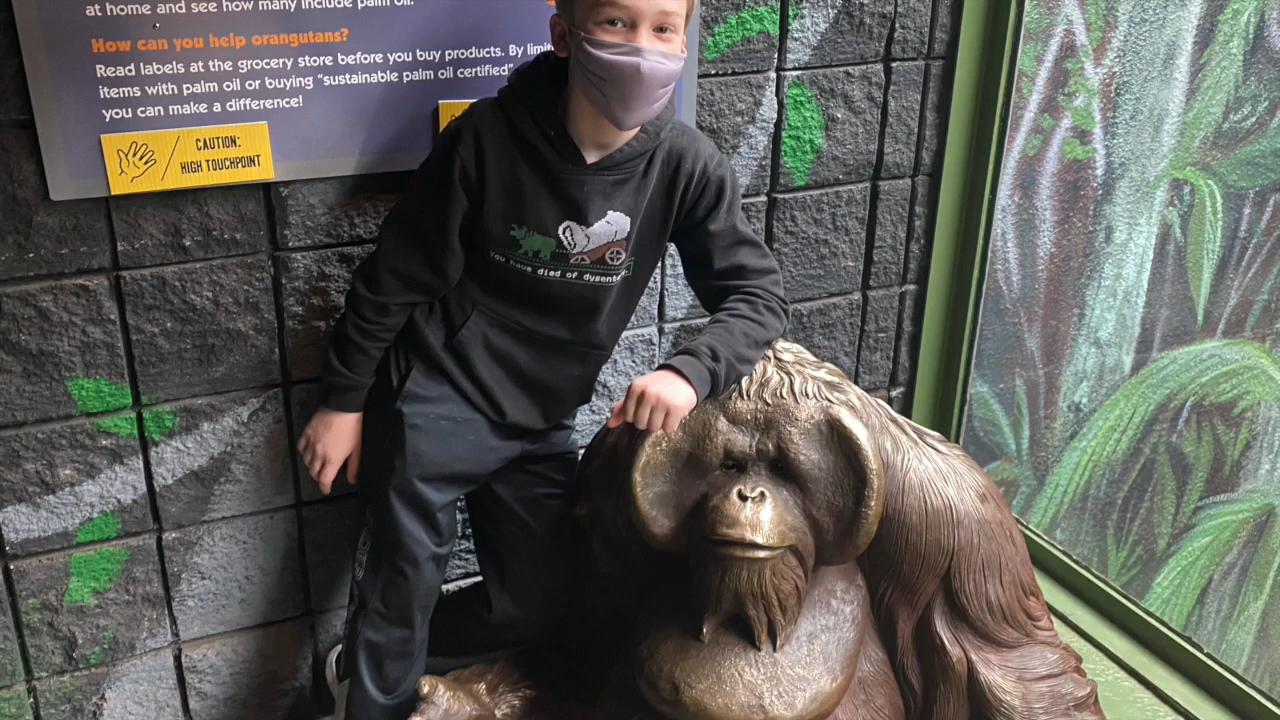 at home and see how many include palm oil.
How can you help orangutans?
Read labels at the grocery store before you buy products. By
items with palm oil or buying "sustainable palm oil certified"
you can make a difference!
CAUTION:
HIGH TOUCHPOINT
You have died of